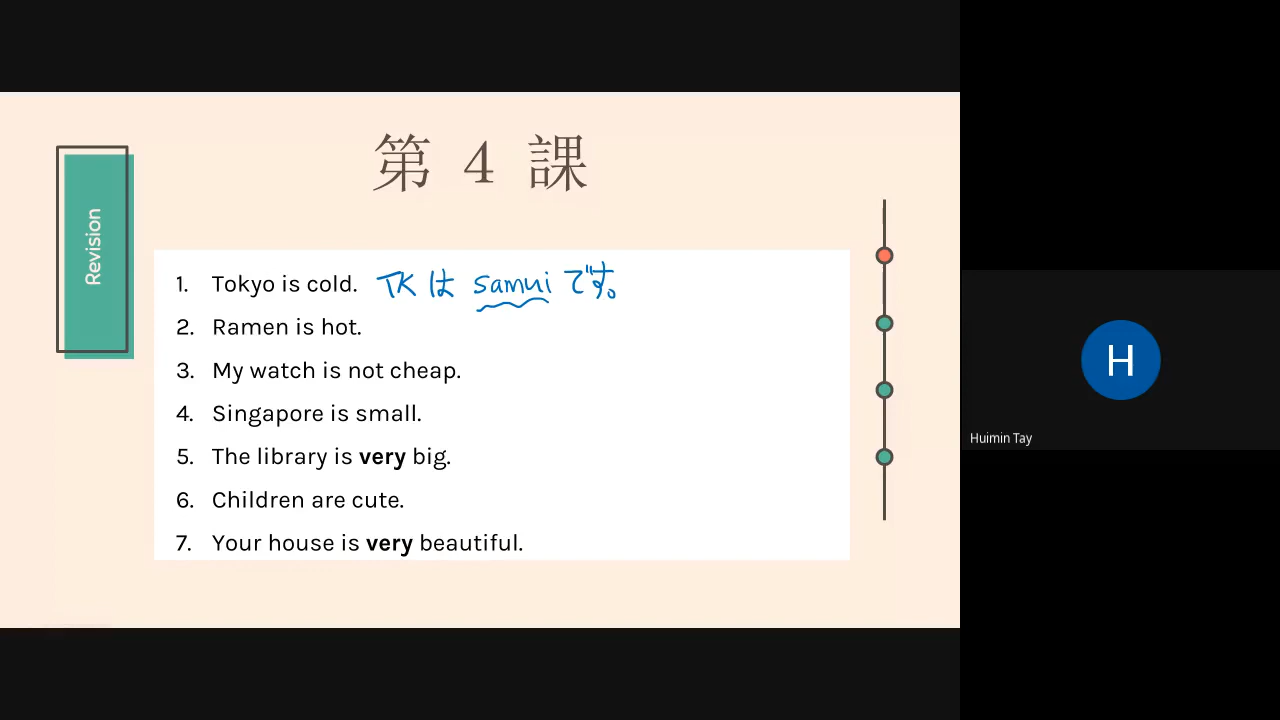 第 4 課
Revision
1. Tokyo is cold. TK は samui です。
2. Ramen is hot.
3. My watch is not cheap.
4. Singapore is small.
5. The library is very big.
6. Children are cute.
7. Your house is very beautiful.
H
Huimin Tay